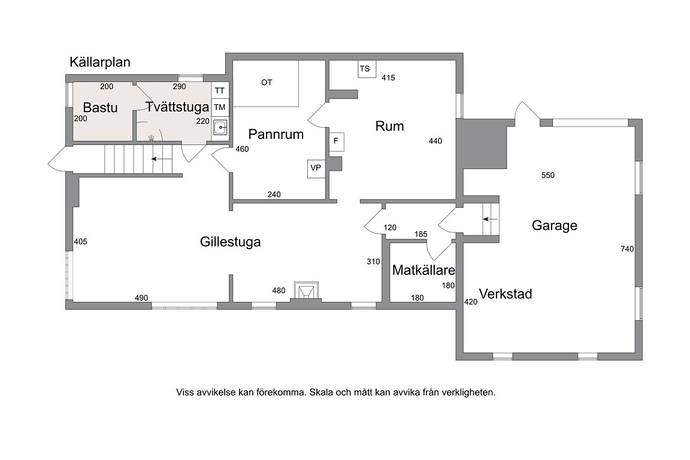 Källarplan
200
290
TT
Bastu
Tvättstuga
TM
200
220
OT
Pannrum
460
VP
240
TS
415
Rum
F
440
550
Garage
740
Verkstad
420
405
Gillestuga
490
480
310
120
185
Matkällare
180
180
Viss avvikelse kan förekomma. Skala och mått kan avvika från verkligheten.